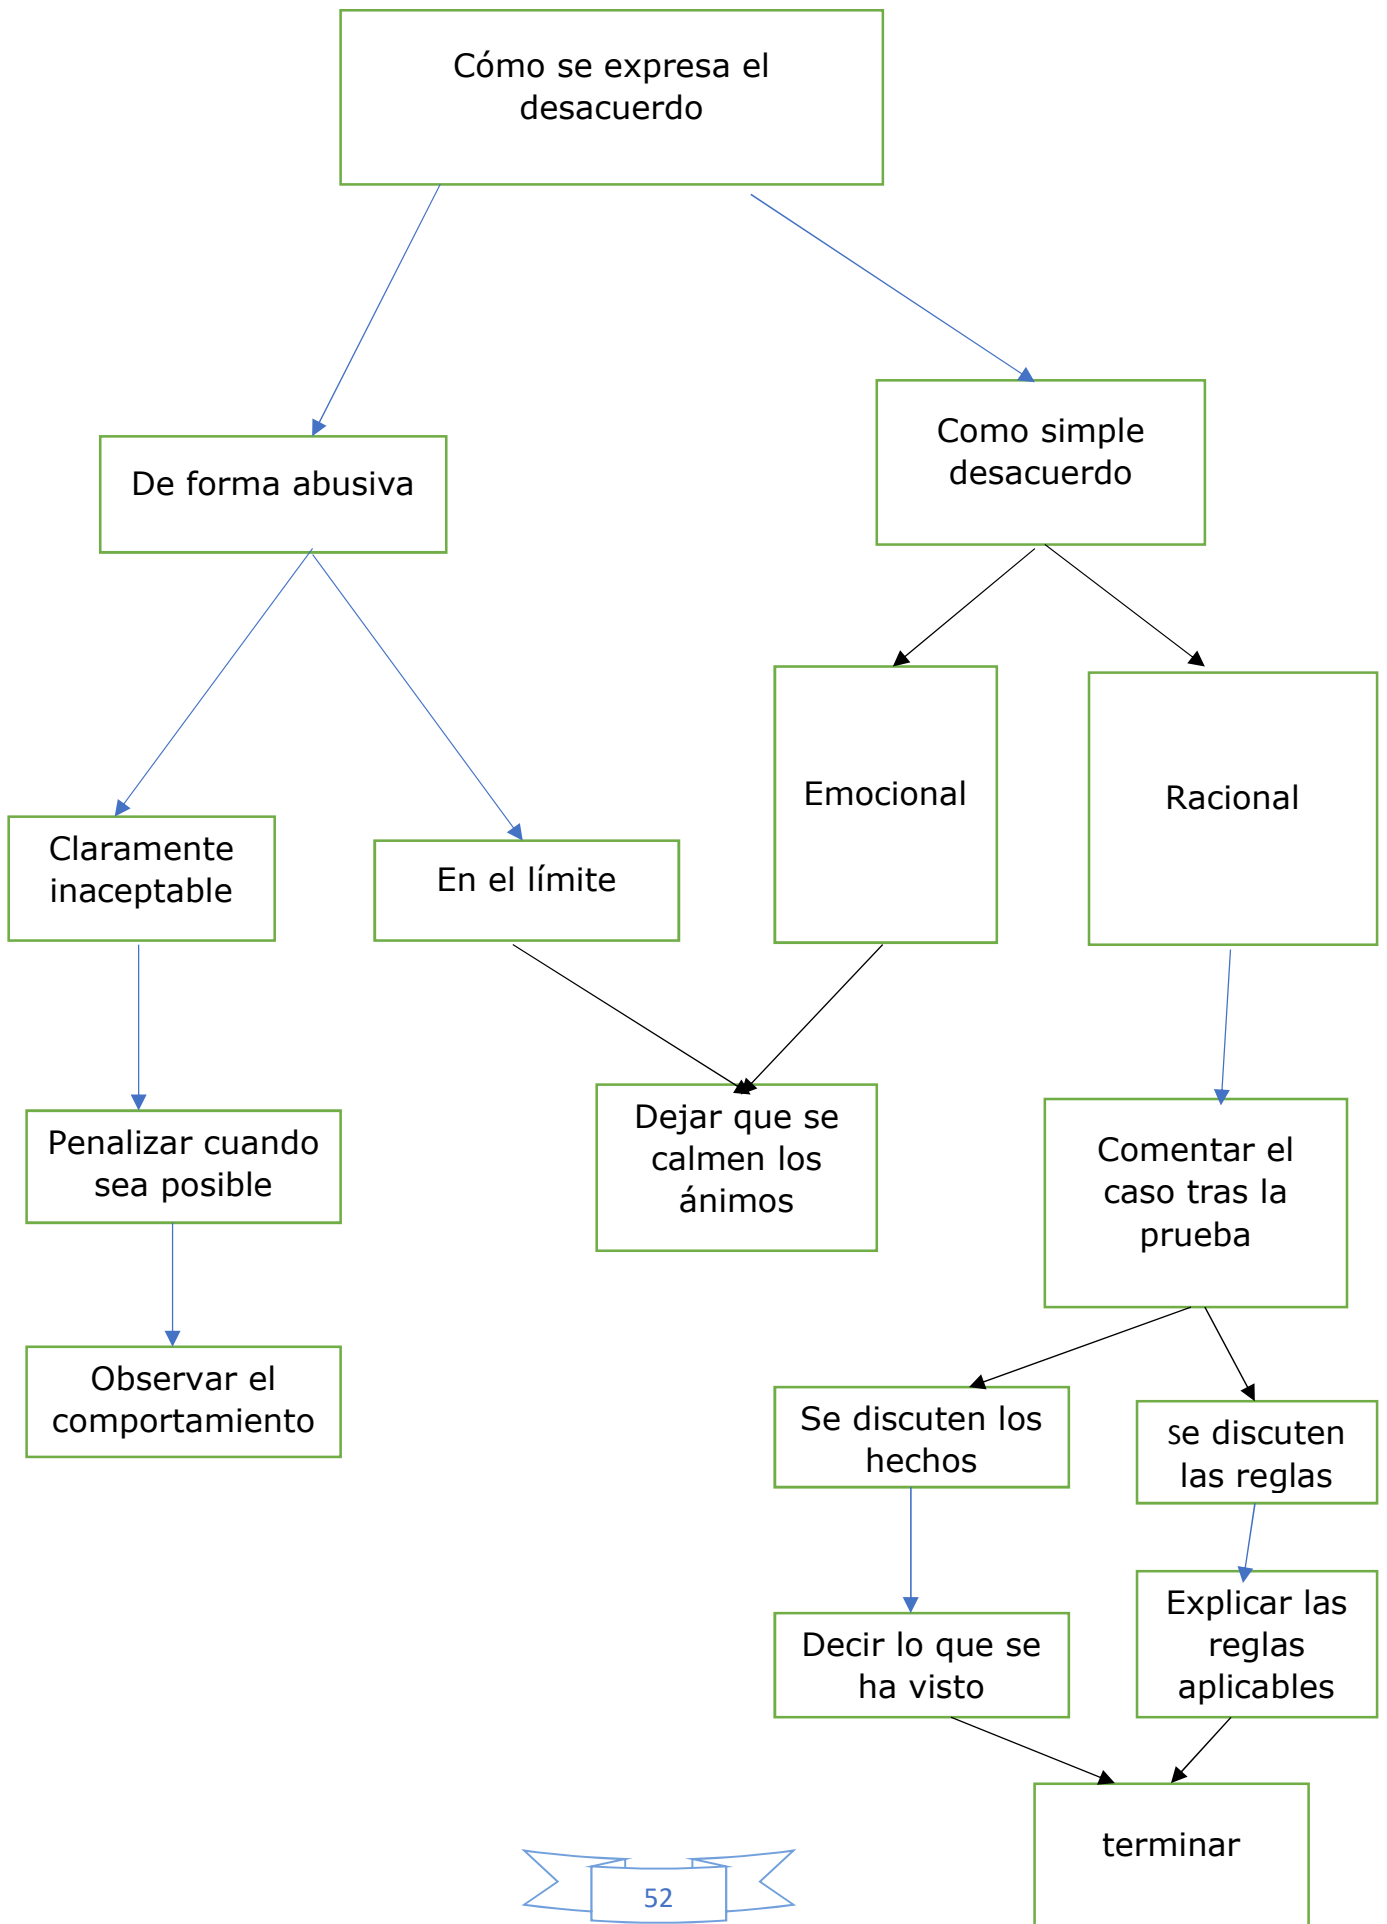 Cómo se expresa el
desacuerdo
Como simple
desacuerdo
De forma abusiva
Emocional
Racional
Claramente
inaceptable
En el límite
Penalizar cuando
sea posible
Dejar que se
calmen los
ánimos
Comentar el
caso tras la
prueba
Observar el
comportamiento
Se discuten los
hechos
Se discuten
las reglas
Decir lo que se
ha visto
Explicar las
reglas
aplicables
terminar
52